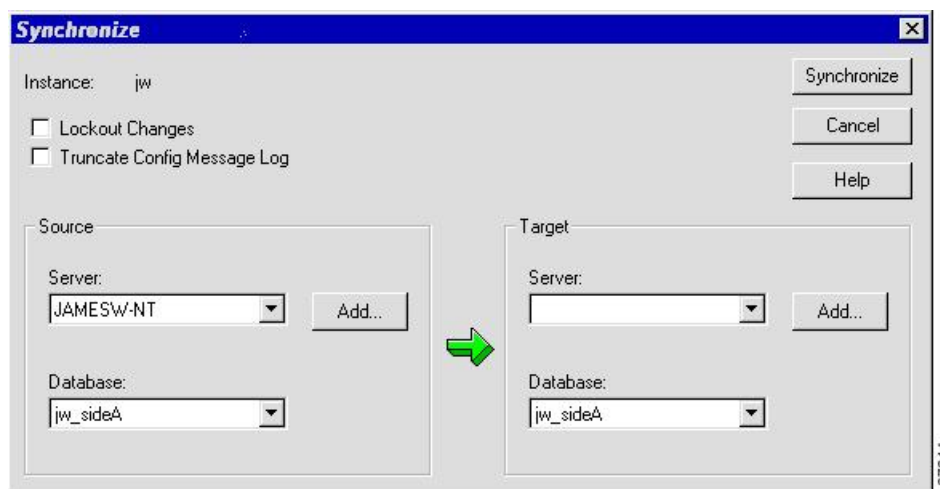 Synchronize
Instance: jw
Synchronize
Lockout Changes
Cancel
Truncate Config Message Log
Help
Source
Server:
JAMESW-NT
Add...
Database:
jw_sideA
Target
Server:
Add...
Database:
jw_sideA